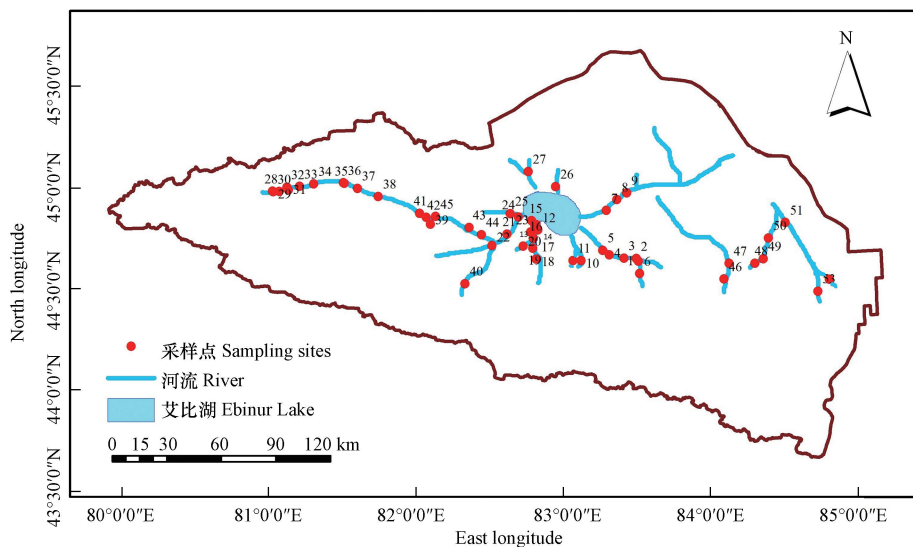 N
45°30′0″N
45°0′0″N
44°30′0″N
44°0′0″N
43°30′0″N
North longitude
27
26
28 30 32 33 34 35 36 37
29 31
38
41 42 45
39
43
44
40
24 25
21 23
22
15
12
16
13
14
20
17
19
18
8
9
7
11
10
5
4
3
2
1
6
47
46
48
49
50
51
53
采样点 Sampling sites
河流 River
艾比湖 Ebinur Lake
0 15 30 60 90 120 km
80°0′0″E 81°0′0″E 82°0′0″E 83°0′0″E 84°0′0″E 85°0′0″E
East longitude